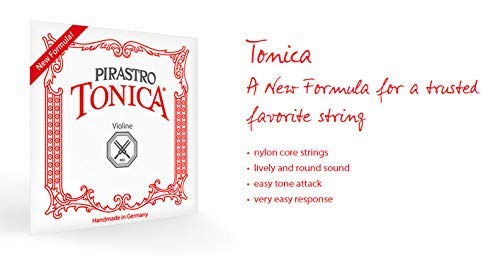 New Formula!
PIRASTRO
TONICA®
Violine
Handmade in Germany
Tonica
A New Formula for a trusted
favorite string
• nylon core strings
• lively and round sound
• easy tone attack
• very easy response